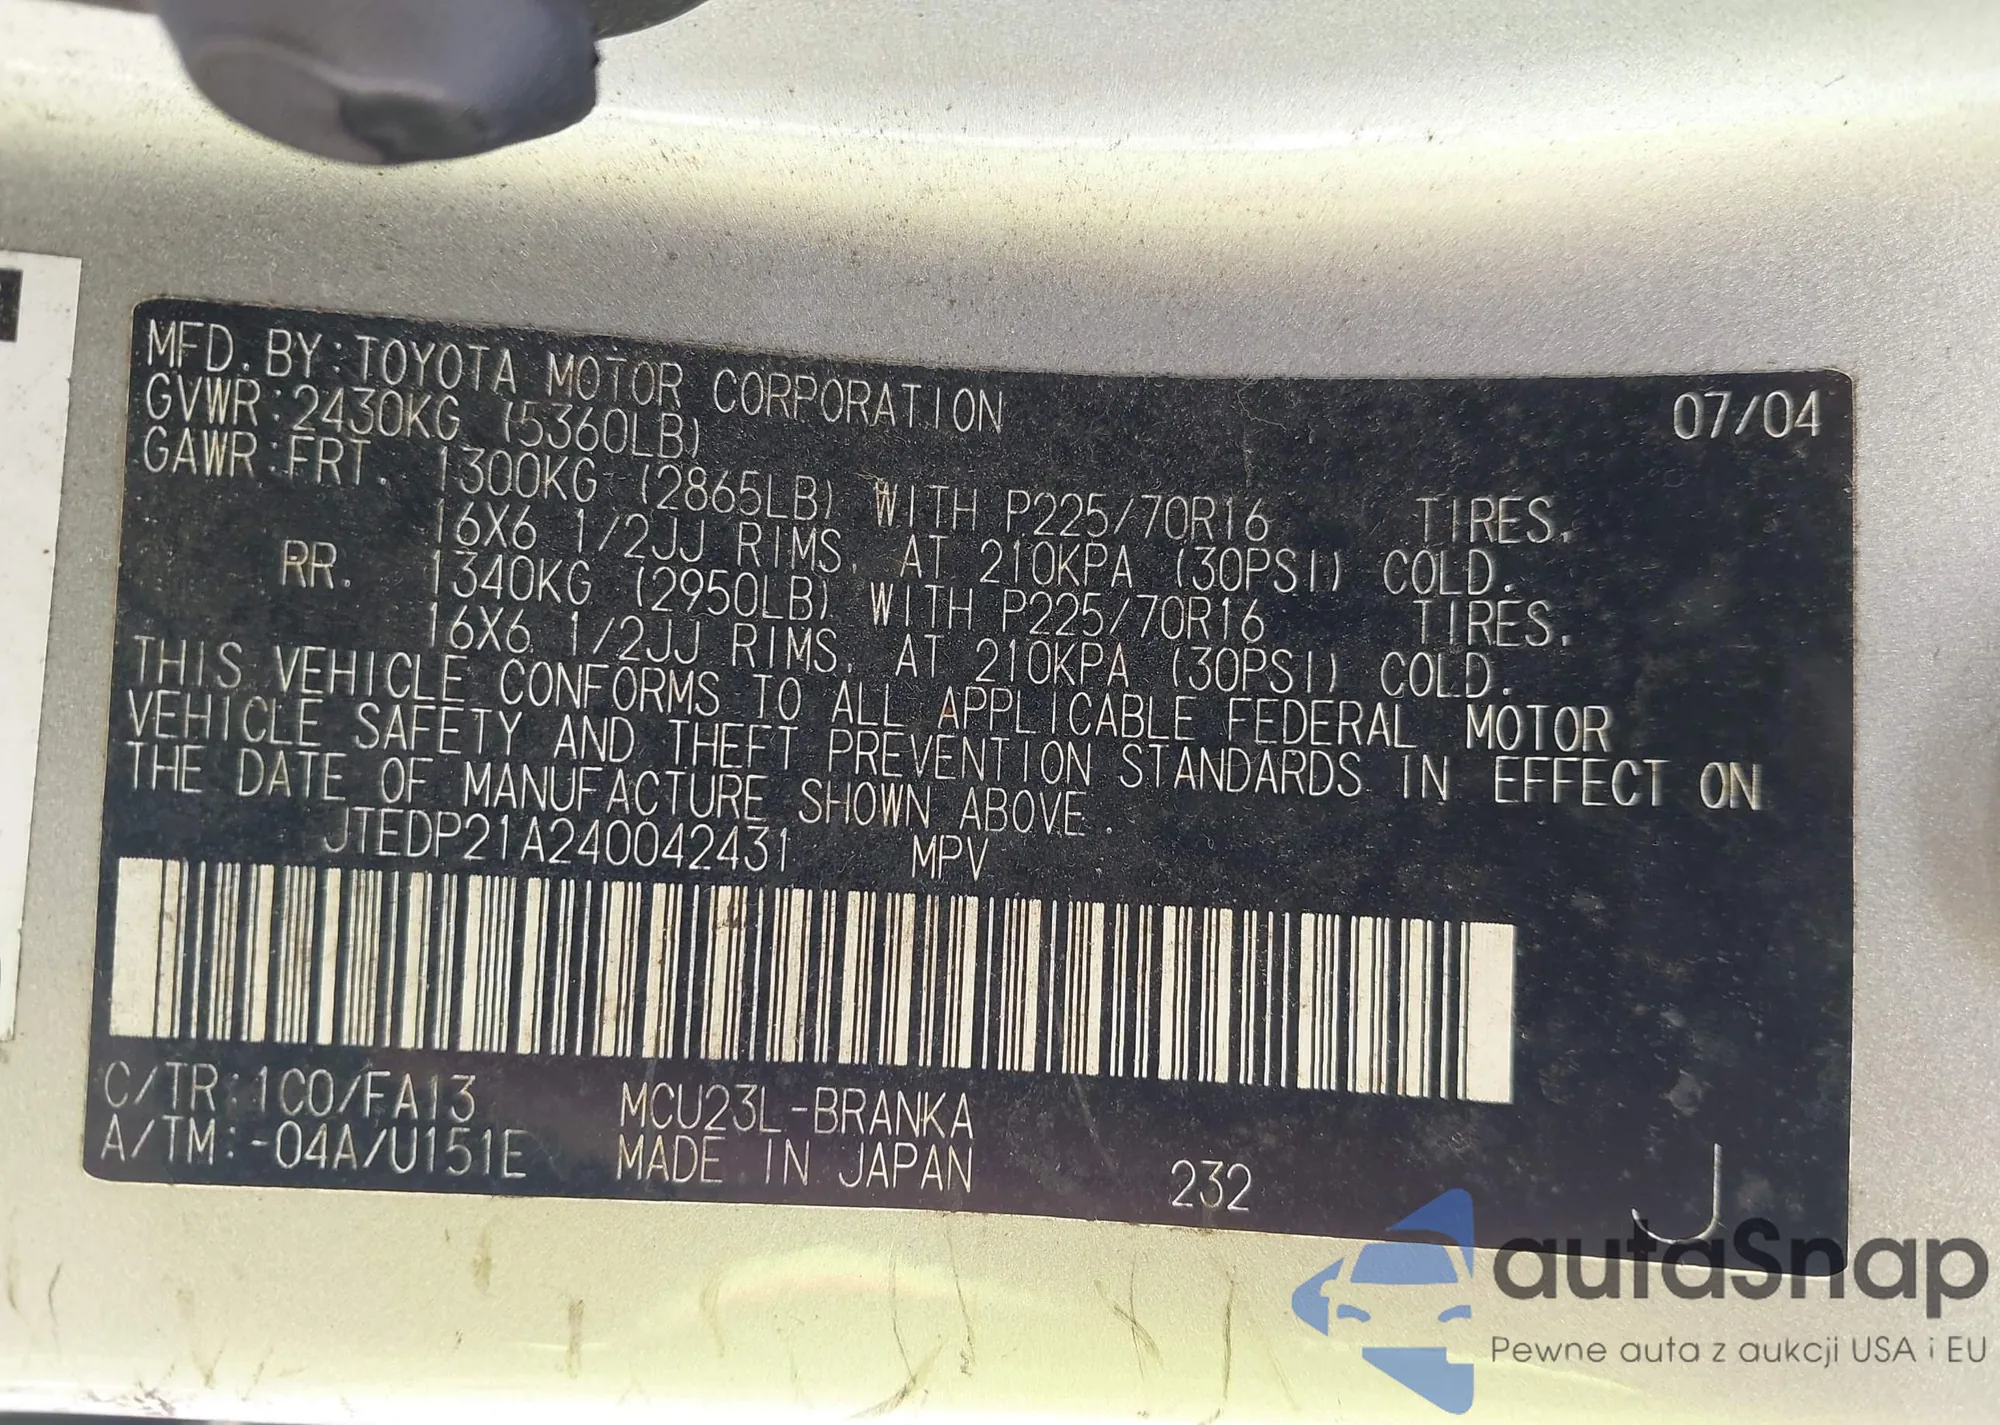 MFD. BY: TOYOTA MOTOR CORPORATION 07/04
GVWR: 2430KG (5360LB)
GAWR: FRT. 1300KG (2865LB) WITH P225/70R16 TIRES,
16X6 1/2JJ RIMS, AT 210KPA (30PSI) COLD.
RR. 1340KG (2950LB) WITH P225/70R16 TIRES,
16X6 1/2JJ RIMS, AT 210KPA (30PSI) COLD.
THIS VEHICLE CONFORMS TO ALL APPLICABLE FEDERAL MOTOR
VEHICLE SAFETY AND THEFT PREVENTION STANDARDS IN EFFECT ON
THE DATE OF MANUFACTURE SHOWN ABOVE.
JTEDP21A240042431 MPV
C/TR: 1C0/FA13 MCU23L-BRANKA
A/TM: -04A/U151E MADE IN JAPAN 232 J
autaSnap
Pewne auta z aukcji USA i EU